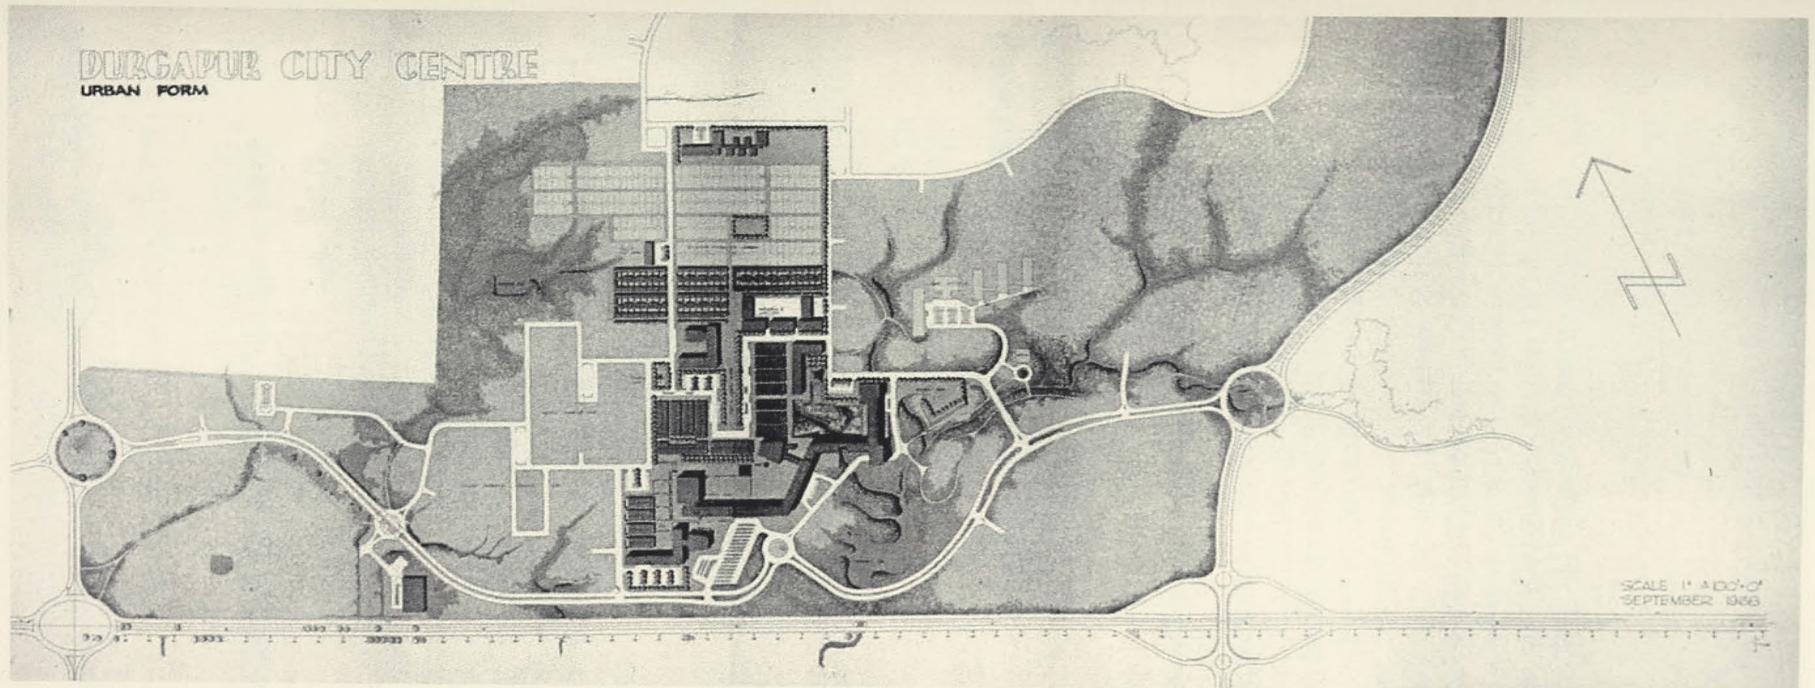 DURGAPUR CITY CENTRE
URBAN FORM
SCALE 1" = 100'-0"
SEPTEMBER 1966